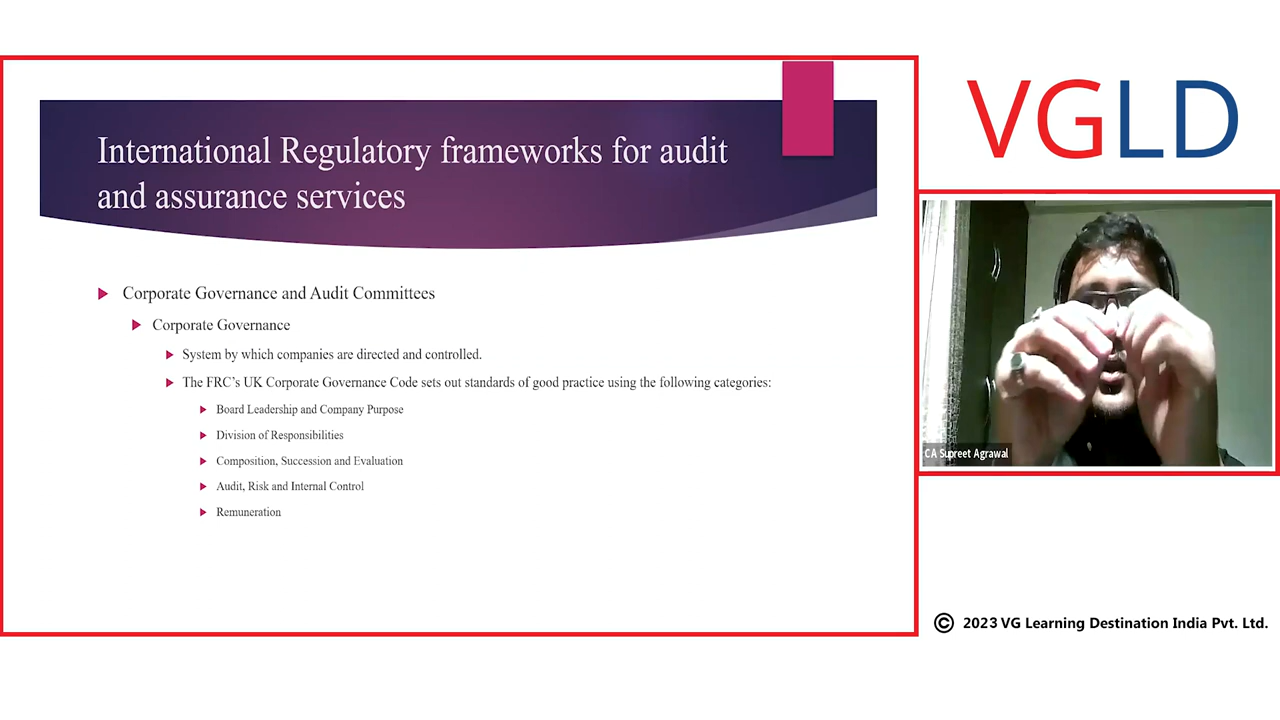 International Regulatory frameworks for audit
and assurance services
Corporate Governance and Audit Committees
Corporate Governance
System by which companies are directed and controlled.
The FRC's UK Corporate Governance Code sets out standards of good practice using the following categories:
Board Leadership and Company Purpose
Division of Responsibilities
Composition, Succession and Evaluation
Audit, Risk and Internal Control
Remuneration
VGLD
CA Supreet Agrawal
© 2023 VG Learning Destination India Pvt. Ltd.